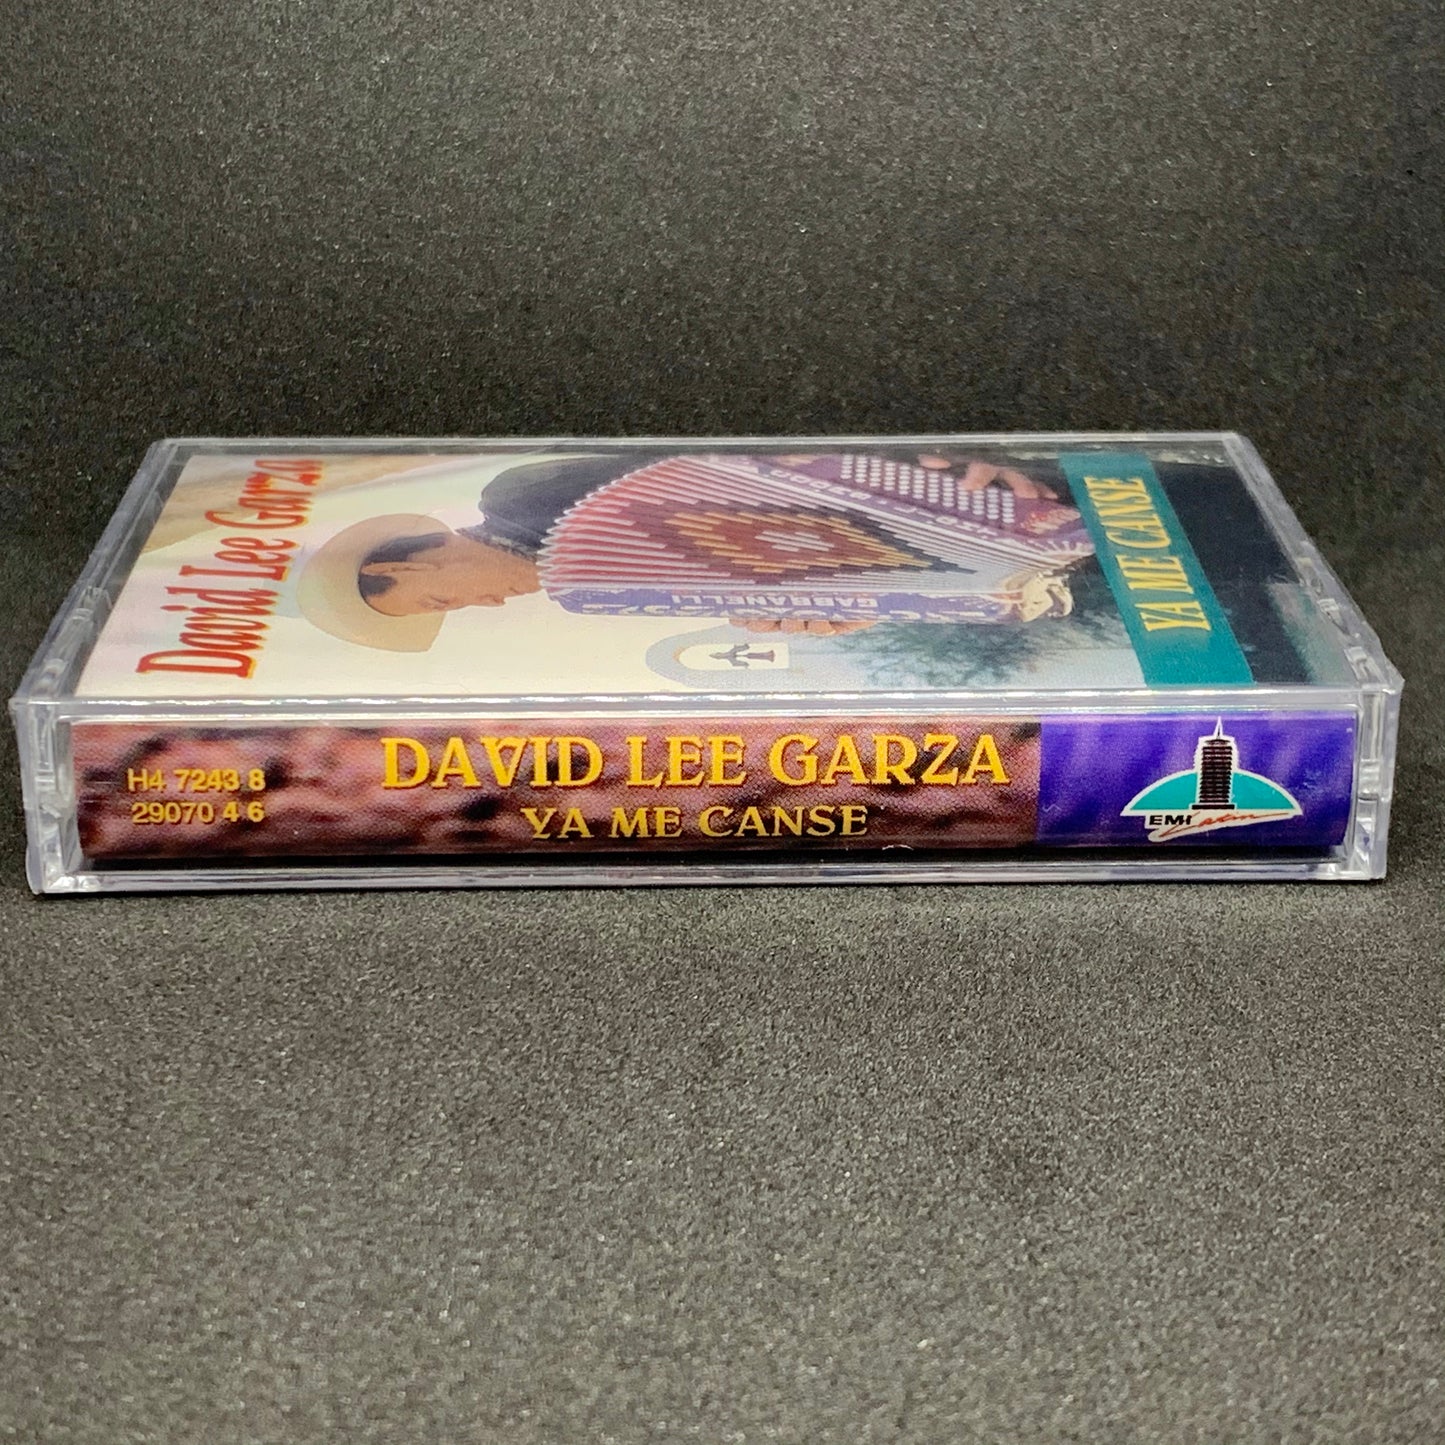 David Lee Garza
YA ME CANSE
GABBANELLI
H4 7243 8
29070 4 6
DAVID LEE GARZA
YA ME CANSE
EMI Latin